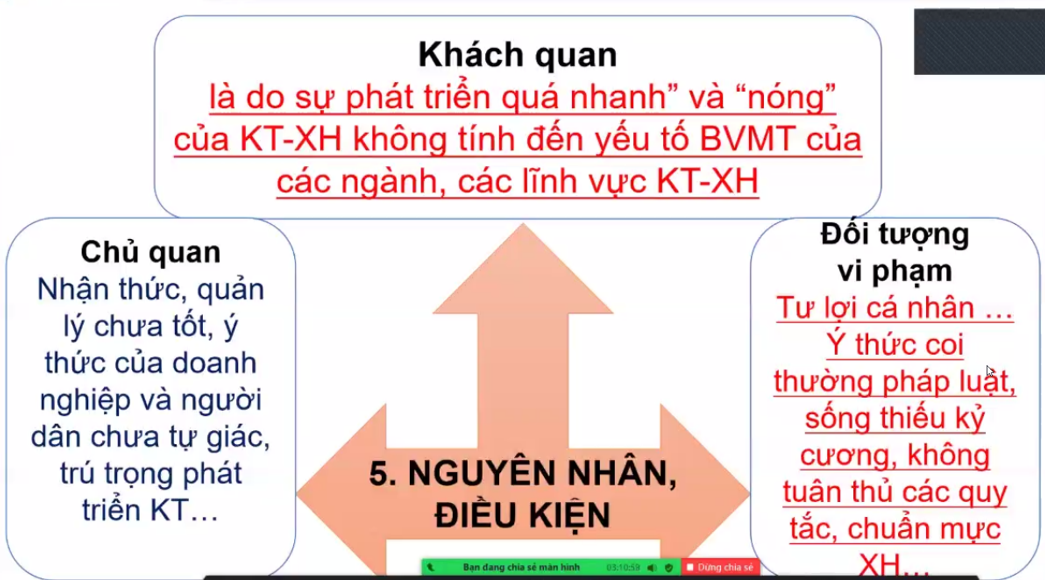 Khách quan
là do sự phát triển quá nhanh” và “nóng”
của KT-XH không tính đến yếu tố BVMT của
các ngành, các lĩnh vực KT-XH
Chủ quan
Nhận thức, quản
lý chưa tốt, ý
thức của doanh
nghiệp và người
dân chưa tự giác,
trú trọng phát
triển KT…
Đối tượng
vi phạm
Tư lợi cá nhân …
Ý thức coi
thường pháp luật,
sống thiếu kỷ
cương, không
tuân thủ các quy
tắc, chuẩn mực
XH…
5. NGUYÊN NHÂN,
ĐIỀU KIỆN
Bạn đang chia sẻ màn hình 03:10:59 Dừng chia sẻ